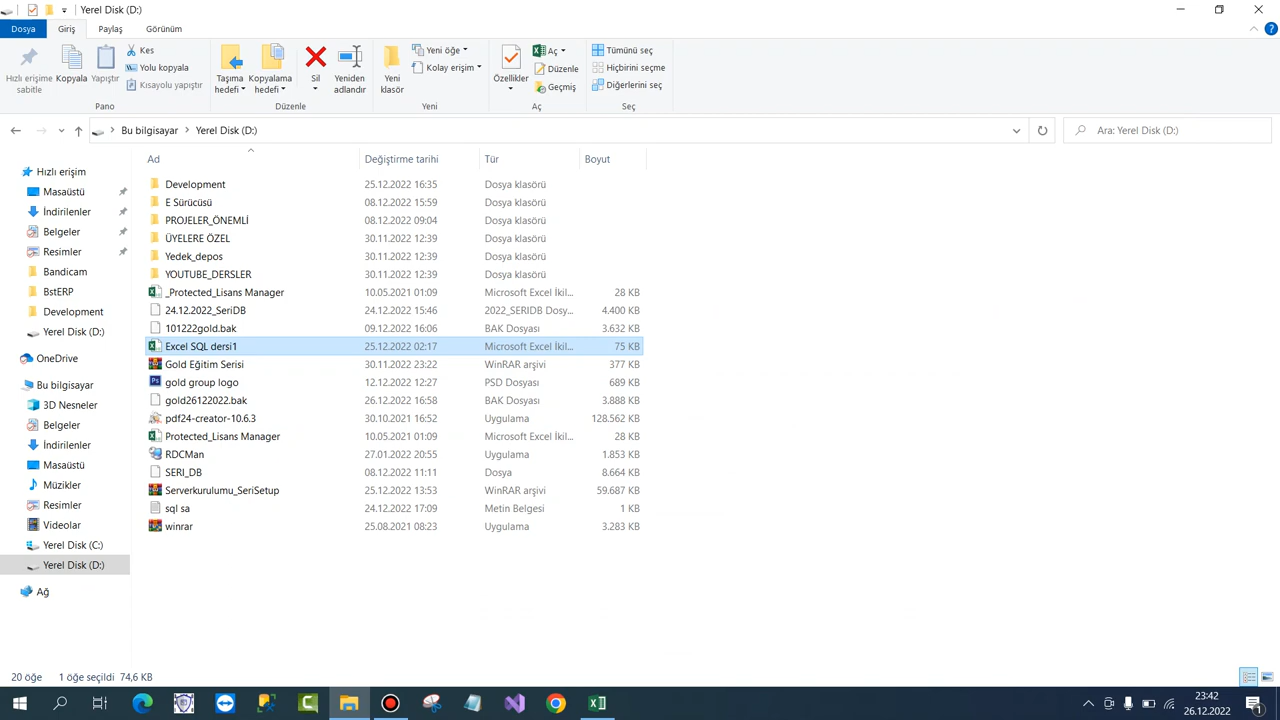 Yerel Disk (D:)
Dosya
Giriş
Paylaş
Görünüm
Hızlı erişime sabitle
Kopyala
Yapıştır
Kes
Yolu kopyala
Kısayolu yapıştır
Pano
Taşıma hedefi
Kopyalama hedefi
Sil
Yeniden adlandır
Düzenle
Yeni klasör
Yeni öğe
Kolay erişim
Yeni
Özellikler
Aç
Düzenle
Geçmiş
Aç
Tümünü seç
Hiçbirini seçme
Diğerlerini seç
Seç
Bu bilgisayar > Yerel Disk (D:)
Ara: Yerel Disk (D:)
Hızlı erişim
Masaüstü
İndirilenler
Belgeler
Resimler
Bandicam
BstERP
Development
Yerel Disk (D:)
OneDrive
Bu bilgisayar
3D Nesneler
Belgeler
İndirilenler
Masaüstü
Müzikler
Resimler
Videolar
Yerel Disk (C:)
Yerel Disk (D:)
Ağ
Ad Değiştirme tarihi Tür Boyut
Development 25.12.2022 16:35 Dosya klasörü
E Sürücüsü 08.12.2022 15:59 Dosya klasörü
PROJELER_ÖNEMLİ 08.12.2022 09:04 Dosya klasörü
ÜYELERE ÖZEL 30.11.2022 12:39 Dosya klasörü
Yedek_depos 30.11.2022 12:39 Dosya klasörü
YOUTUBE_DERSLER 30.11.2022 12:39 Dosya klasörü
_Protected_Lisans Manager 10.05.2021 01:09 Microsoft Excel İkil... 28 KB
24.12.2022_SeriDB 24.12.2022 15:46 2022_SERIDB Dosy... 4.400 KB
101222gold.bak 09.12.2022 16:06 BAK Dosyası 3.632 KB
Excel SQL dersi1 25.12.2022 02:17 Microsoft Excel İkil... 75 KB
Gold Eğitim Serisi 30.11.2022 23:22 WinRAR arşivi 377 KB
gold group logo 12.12.2022 12:27 PSD Dosyası 689 KB
gold26122022.bak 26.12.2022 16:58 BAK Dosyası 3.888 KB
pdf24-creator-10.6.3 30.10.2021 16:52 Uygulama 128.562 KB
Protected_Lisans Manager 10.05.2021 01:09 Microsoft Excel İkil... 28 KB
RDCMan 27.01.2022 20:55 Uygulama 1.853 KB
SERI_DB 08.12.2022 11:11 Dosya 8.664 KB
Serverkurulumu_SeriSetup 25.12.2022 13:53 WinRAR arşivi 59.687 KB
sql sa 24.12.2022 17:09 Metin Belgesi 1 KB
winrar 25.08.2021 08:23 Uygulama 3.283 KB
20 öğe 1 öğe seçildi 74,6 KB
23:42
26.12.2022